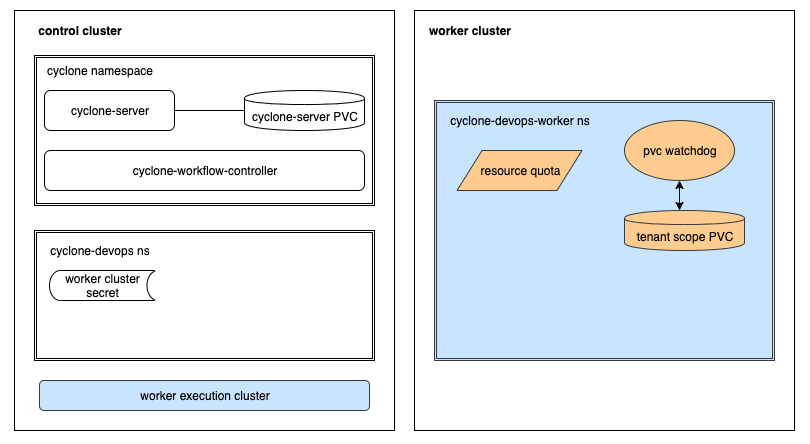 control cluster
cyclone namespace
cyclone-server
cyclone-server PVC
cyclone-workflow-controller
cyclone-devops ns
worker cluster
secret
worker execution cluster
worker cluster
cyclone-devops-worker ns
resource quota
pvc watchdog
tenant scope PVC